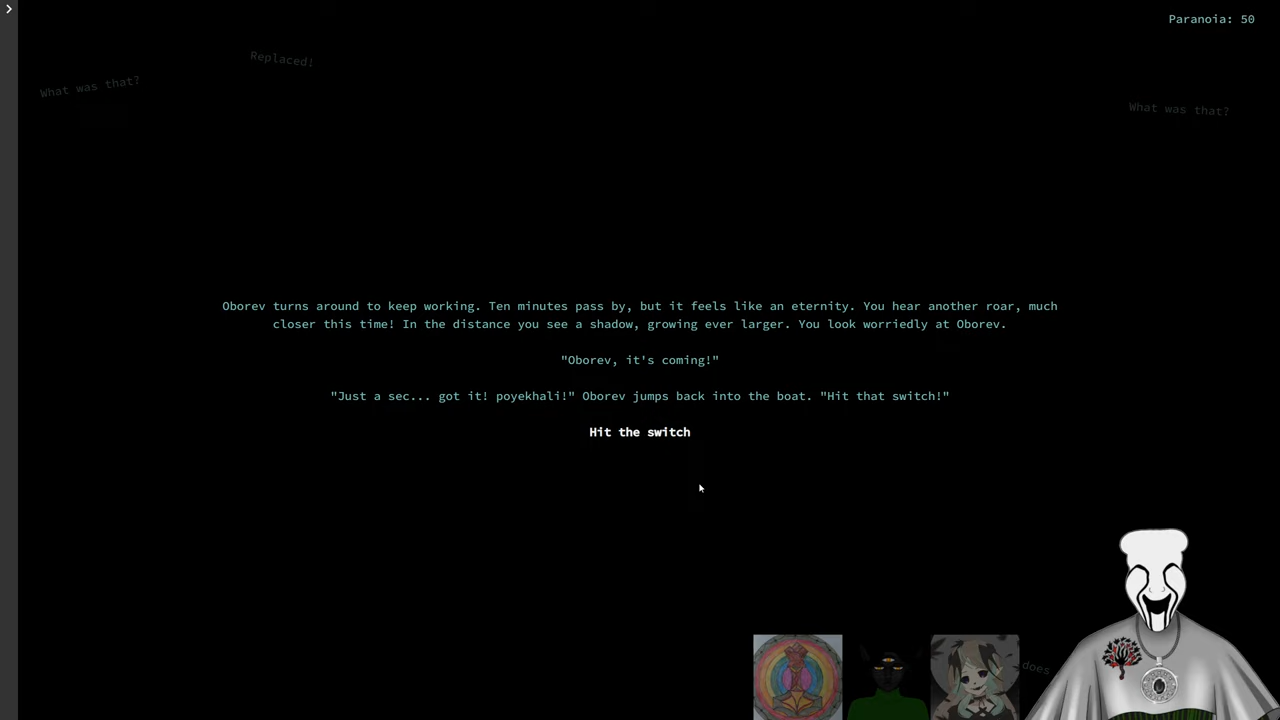 Paranoia: 50
Replaced!
What was that?
What was that?
Oborev turns around to keep working. Ten minutes pass by, but it feels like an eternity. You hear another roar, much
closer this time! In the distance you see a shadow, growing ever larger. You look worriedly at Oborev.
"Oborev, it's coming!"
"Just a sec... got it! poyekhali!" Oborev jumps back into the boat. "Hit that switch!"
Hit the switch
does